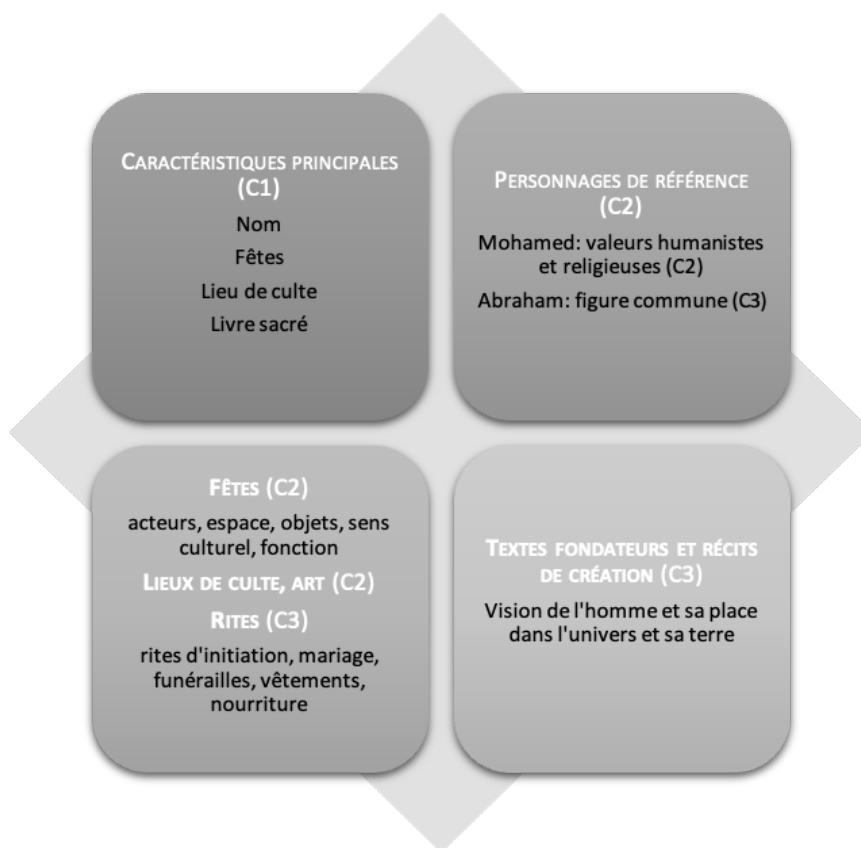 CARACTÉRISTIQUES PRINCIPALES
(C1)
Nom
Fêtes
Lieu de culte
Livre sacré
PERSONNAGES DE RÉFÉRENCE
(C2)
Mohamed: valeurs humanistes
et religieuses (C2)
Abraham: figure commune (C3)
FÊTES (C2)
acteurs, espace, objets, sens
culturel, fonction
LIEUX DE CULTE, ART (C2)
RITES (C3)
rites d'initiation, mariage,
funérailles, vêtements,
nourriture
TEXTES FONDATEURS ET RÉCITS
DE CRÉATION (C3)
Vision de l'homme et sa place
dans l'univers et sa terre